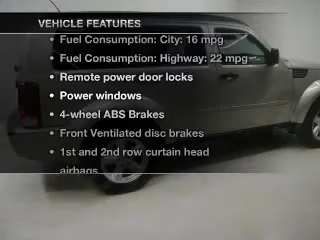 VEHICLE FEATURES
• Fuel Consumption: City: 16 mpg
• Fuel Consumption: Highway: 22 mpg
• Remote power door locks
• Power windows
• 4-wheel ABS Brakes
• Front Ventilated disc brakes
• 1st and 2nd row curtain head
airbags